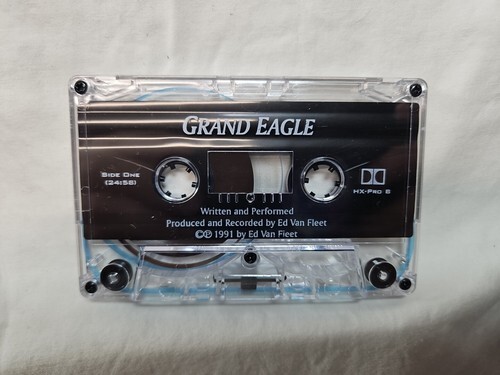 GRAND EAGLE
SIDE ONE
(24:58)
HX-PRO B
Written and Performed
Produced and Recorded by Ed Van Fleet
©℗ 1991 by Ed Van Fleet